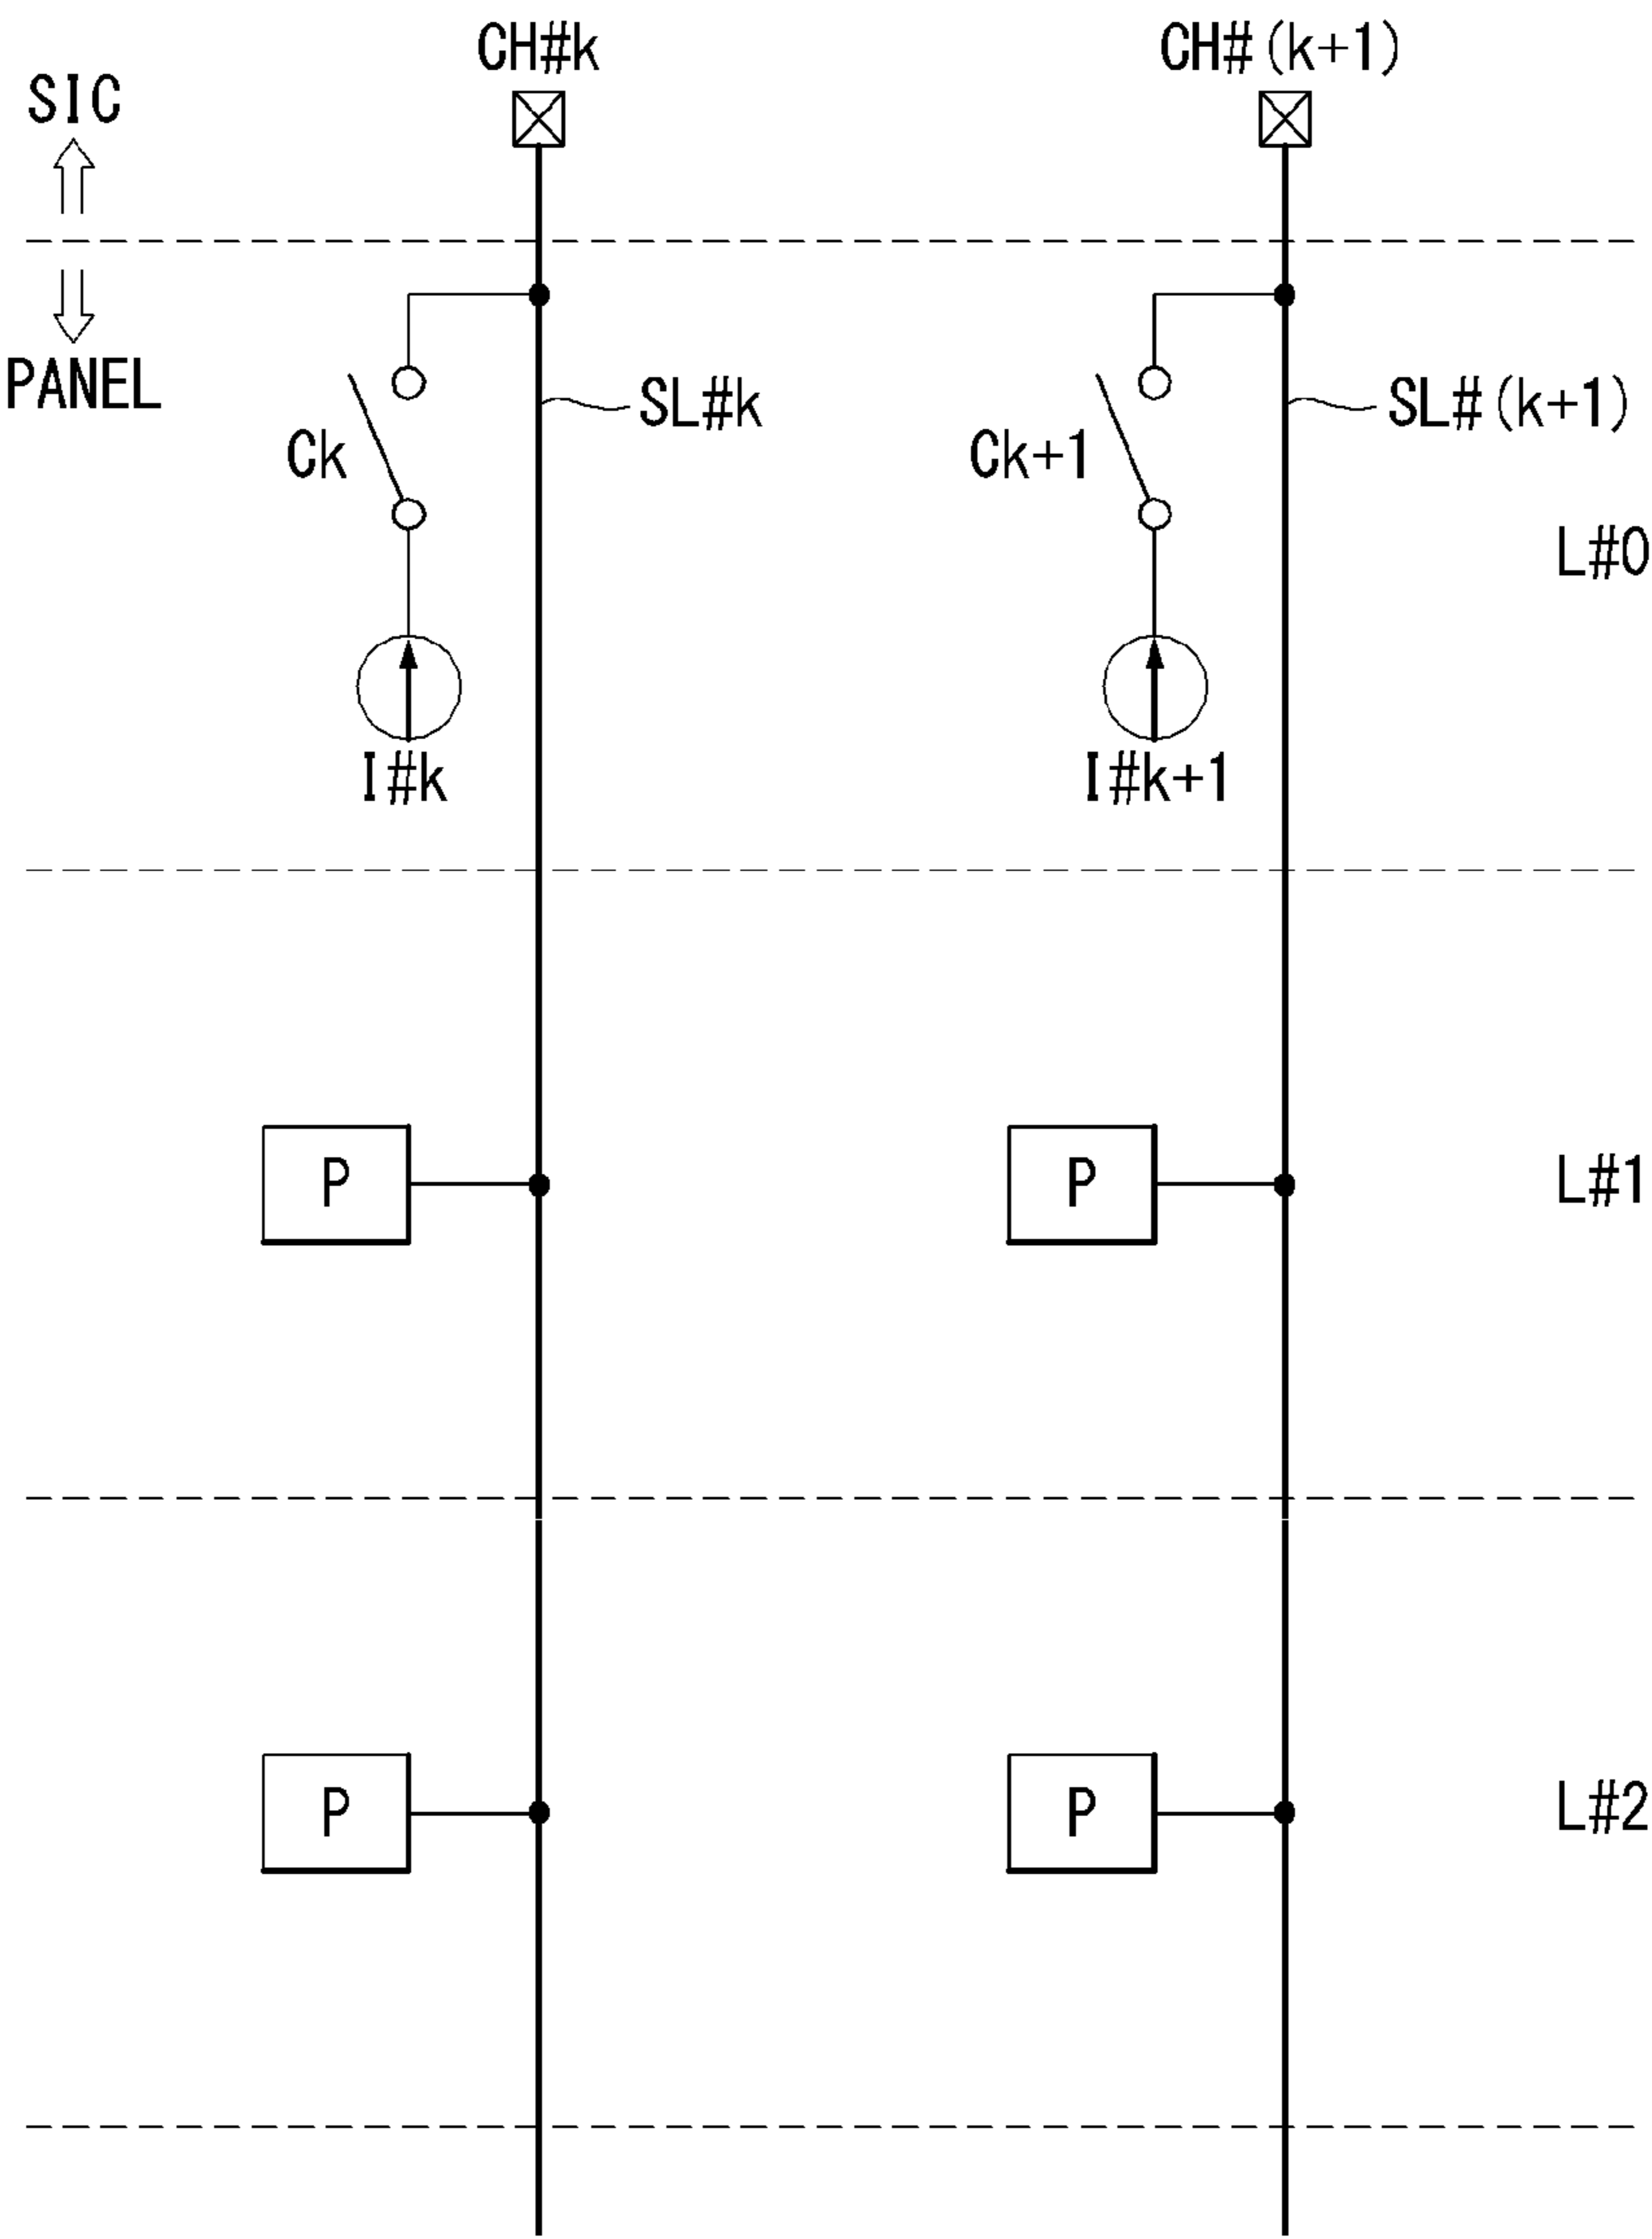 CH#k CH#(k+1)
SIC
PANEL
SL#k SL#(k+1)
Ck Ck+1
L#0
I#k I#k+1
P P L#1
P P L#2